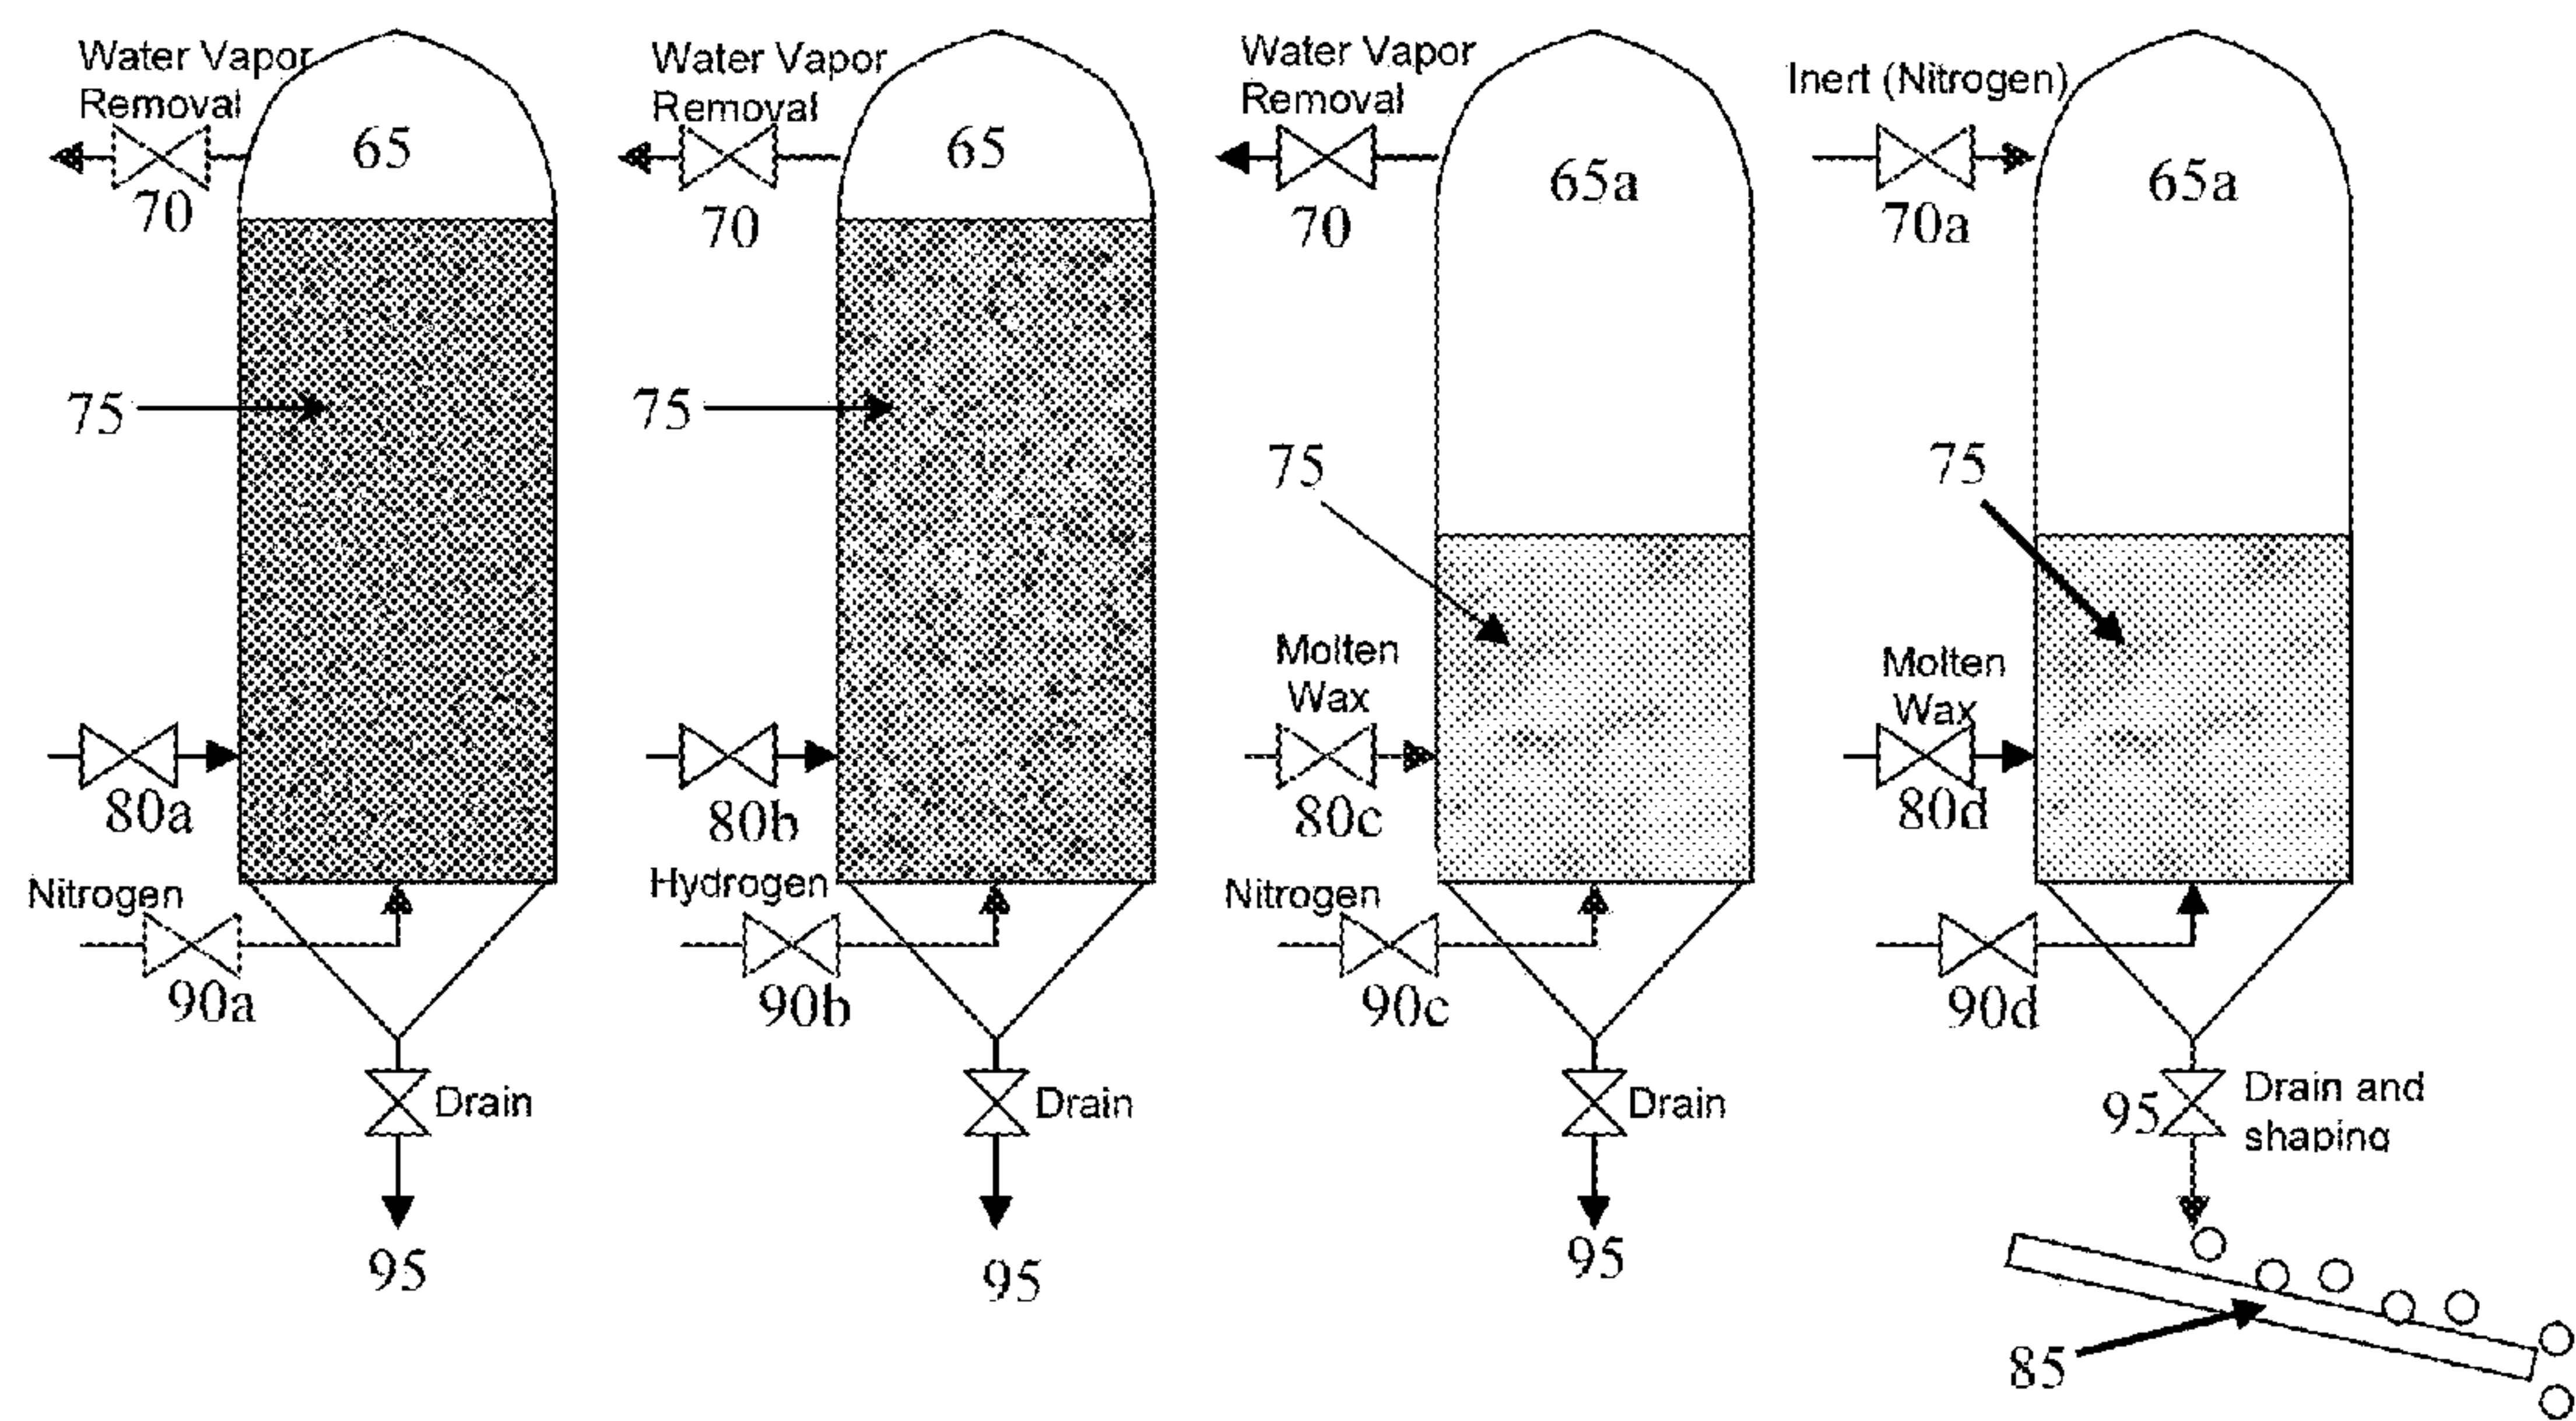 Water Vapor
Removal
65
70
75
80a
Nitrogen
90a
Drain
95
Water Vapor
Removal
65
70
75
80b
Hydrogen
90b
Drain
95
Water Vapor
Removal
65a
70
75
Molten
Wax
80c
Nitrogen
90c
Drain
95
Inert (Nitrogen)
65a
70a
75
Molten
Wax
80d
90d
95
Drain and
shaping
85